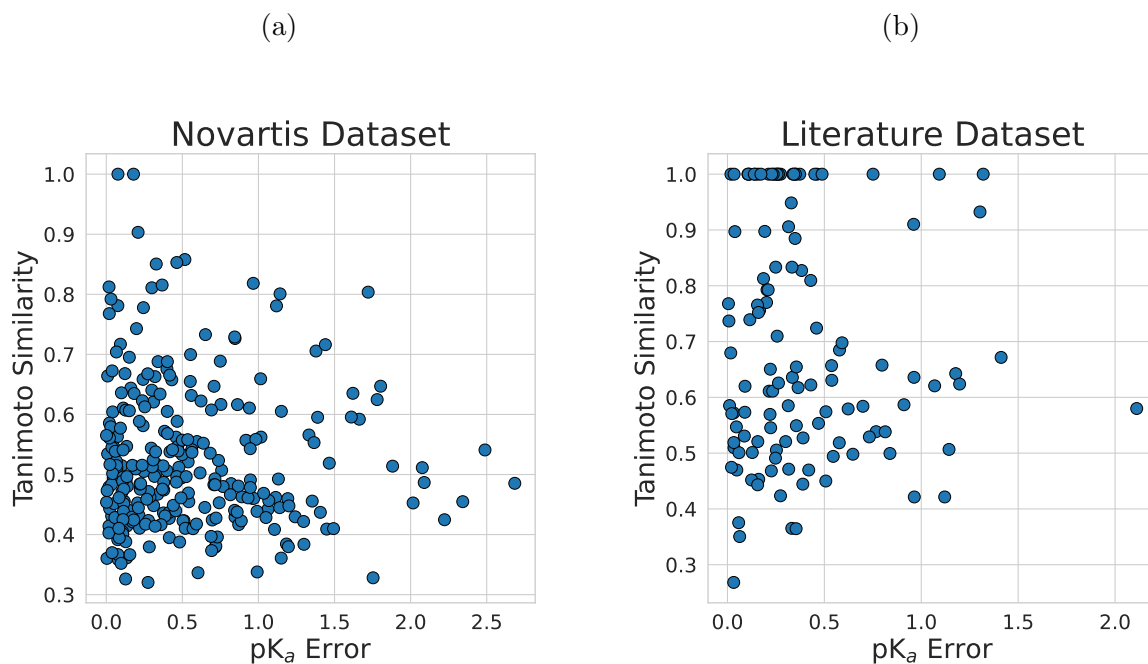 (a)
(b)
Novartis Dataset
Tanimoto Similarity
1.0
0.9
0.8
0.7
0.6
0.5
0.4
0.3
0.0 0.5 1.0 1.5 2.0 2.5
pKₐ Error
Literature Dataset
Tanimoto Similarity
1.0
0.9
0.8
0.7
0.6
0.5
0.4
0.3
0.0 0.5 1.0 1.5 2.0
pKₐ Error